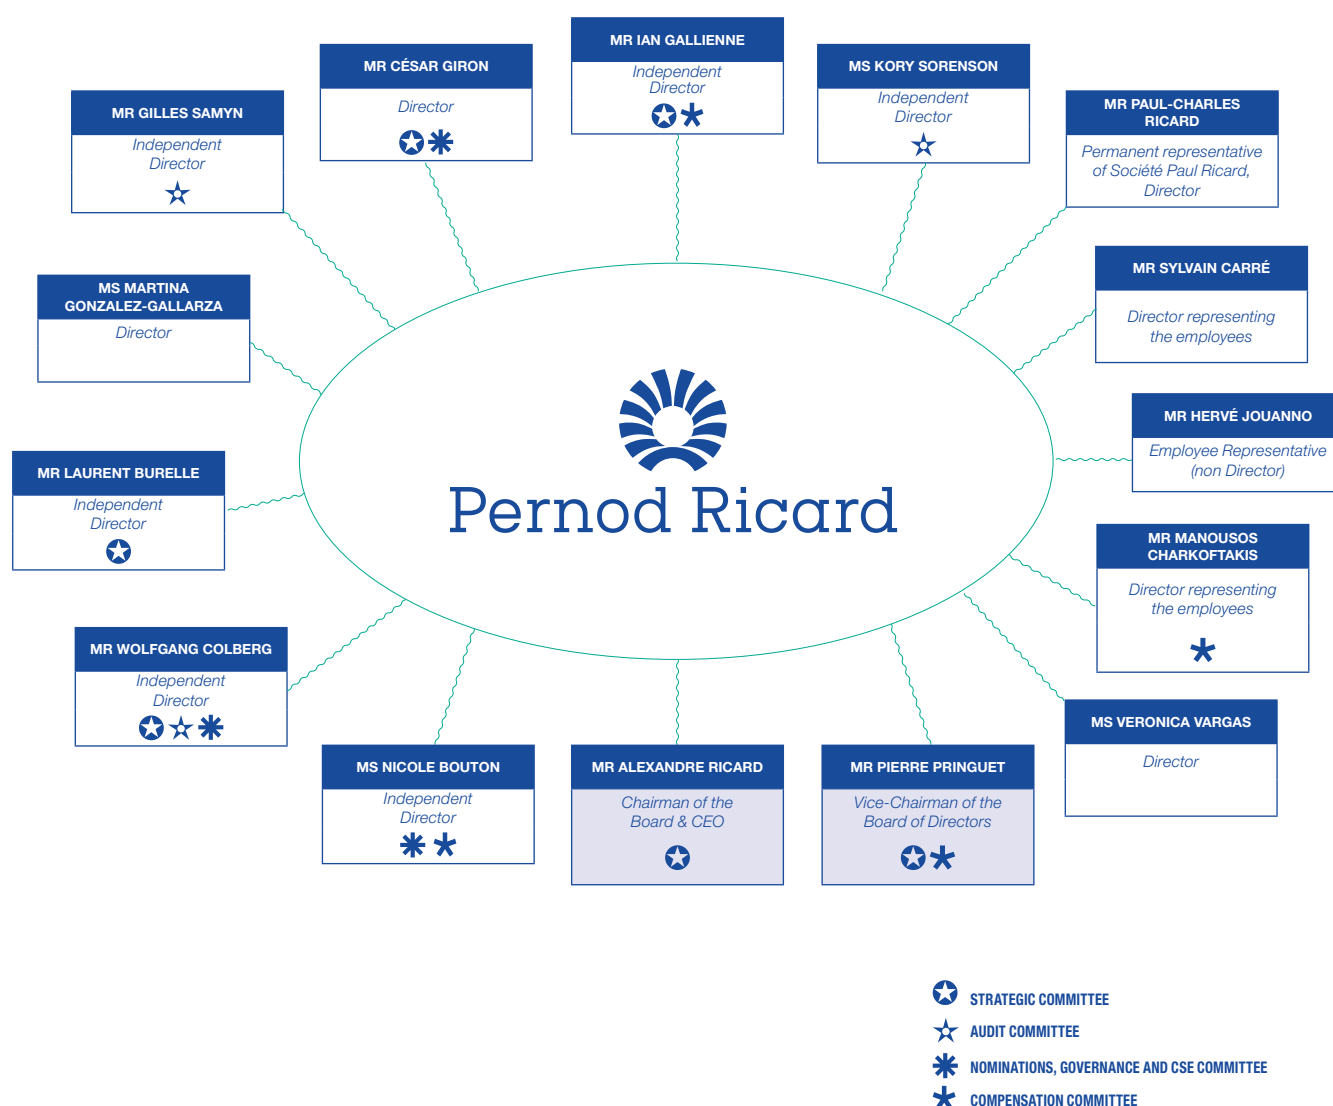 MR IAN GALLIENNE
Independent
Director
MR CÉSAR GIRON
Director
MS KORY SORENSON
Independent
Director
MR GILLES SAMYN
Independent
Director
MR PAUL-CHARLES
RICARD
Permanent representative
of Société Paul Ricard,
Director
MS MARTINA
GONZALEZ-GALLARZA
Director
MR SYLVAIN CARRÉ
Director representing
the employees
MR HERVÉ JOUANNO
Employee Representative
(non Director)
Pernod Ricard
MR LAURENT BURELLE
Independent
Director
MR MANOUSOS
CHARKOFTAKIS
Director representing
the employees
MR WOLFGANG COLBERG
Independent
Director
MS VERONICA VARGAS
Director
MS NICOLE BOUTON
Independent
Director
MR ALEXANDRE RICARD
Chairman of the
Board & CEO
MR PIERRE PRINGUET
Vice-Chairman of the
Board of Directors
STRATEGIC COMMITTEE
AUDIT COMMITTEE
NOMINATIONS, GOVERNANCE AND CSE COMMITTEE
COMPENSATION COMMITTEE